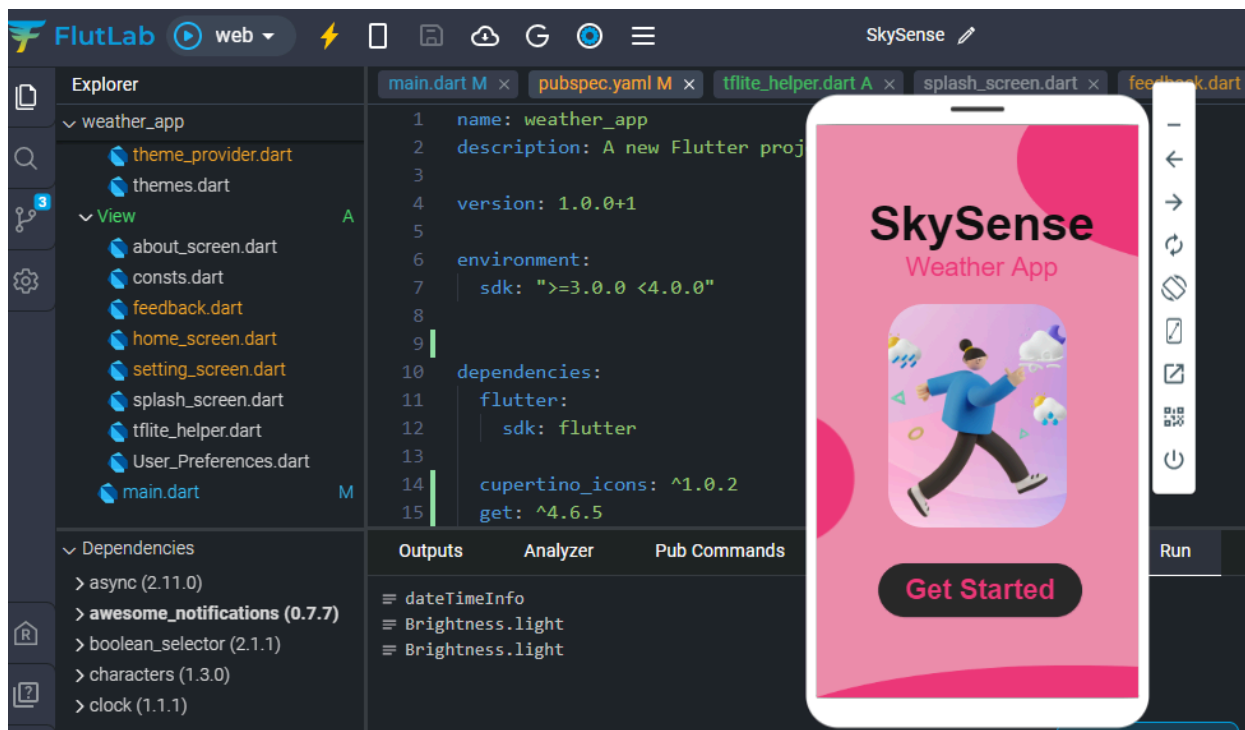 FlutLab web SkySense
Explorer
weather_app
theme_provider.dart
themes.dart
View A
about_screen.dart
consts.dart
feedback.dart
home_screen.dart
setting_screen.dart
splash_screen.dart
tflite_helper.dart
User_Preferences.dart
main.dart M
3
Dependencies
async (2.11.0)
awesome_notifications (0.7.7)
boolean_selector (2.1.1)
characters (1.3.0)
clock (1.1.1)
main.dart M × pubspec.yaml M × tflite_helper.dart A × splash_screen.dart × feedback.dart
1 name: weather_app
2 description: A new Flutter proj
3
4 version: 1.0.0+1
5
6 environment:
7 sdk: ">=3.0.0 <4.0.0"
8
9
10 dependencies:
11 flutter:
12 sdk: flutter
13
14 cupertino_icons: ^1.0.2
15 get: ^4.6.5
Outputs Analyzer Pub Commands Run
dateTimeInfo
Brightness.light
Brightness.light
SkySense
Weather App
Get Started